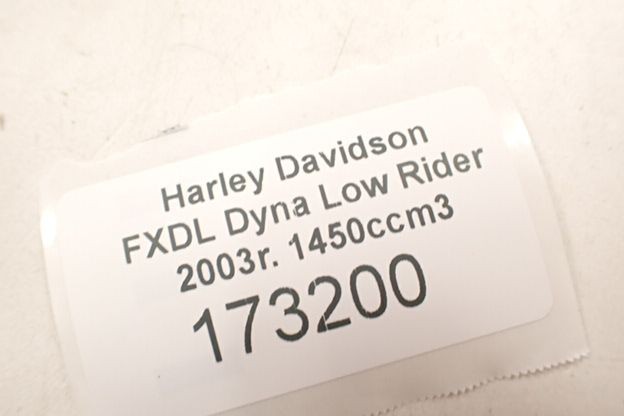 Harley Davidson
FXDL Dyna Low Rider
2003r. 1450ccm3
173200